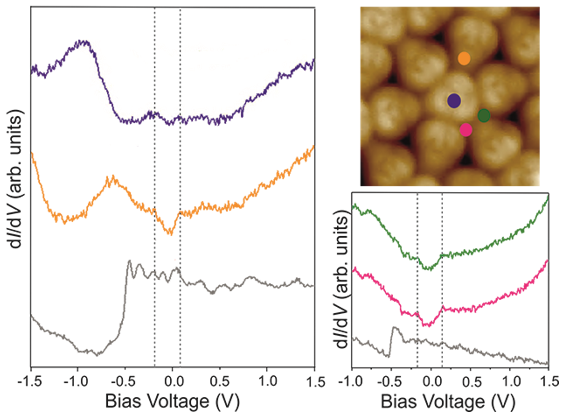 dI/dV (arb. units)
-1.5 -1.0 -0.5 0.0 0.5 1.0 1.5
Bias Voltage (V)
dI/dV (arb. units)
-1.0 -0.5 0.0 0.5 1.0 1.5
Bias Voltage (V)